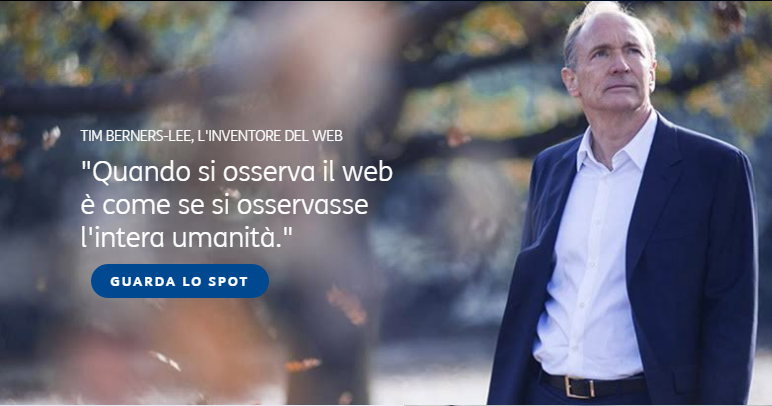 TIM BERNERS-LEE, L'INVENTORE DEL WEB
"Quando si osserva il web
è come se si osservasse
l'intera umanità."
GUARDA LO SPOT